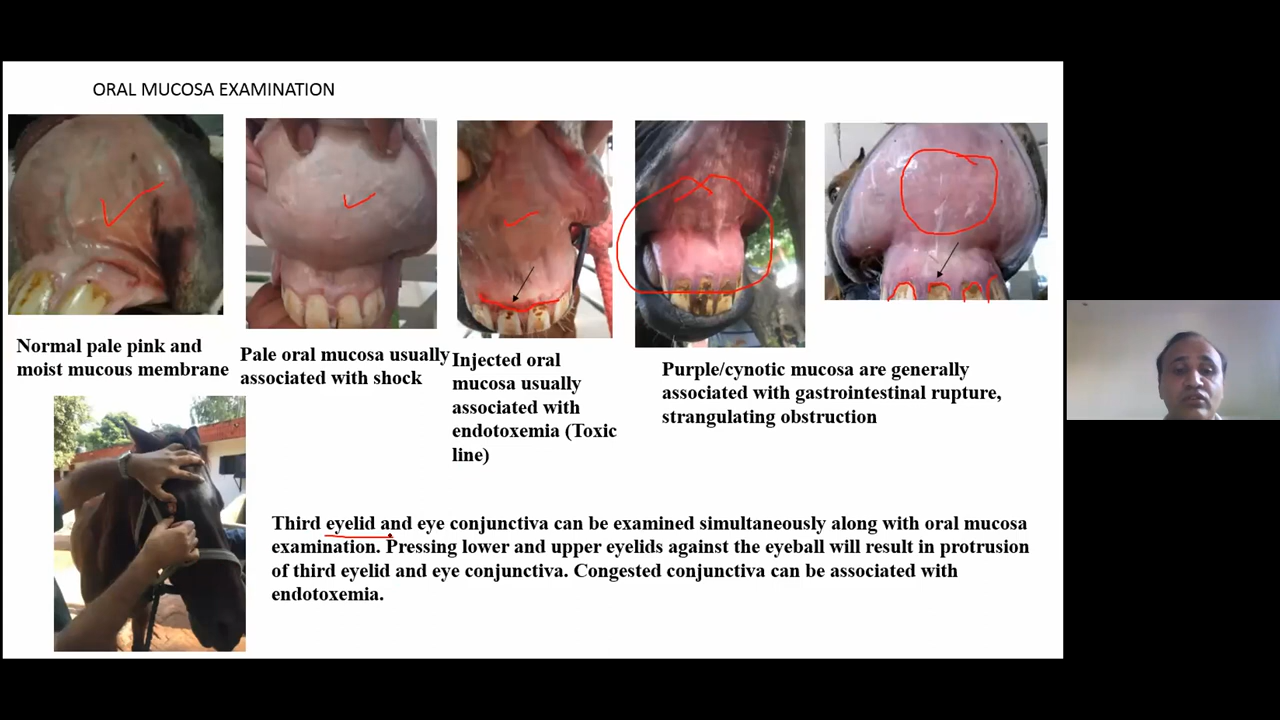 ORAL MUCOSA EXAMINATION
Normal pale pink and
moist mucous membrane
Pale oral mucosa usually
associated with shock
Injected oral
mucosa usually
associated with
endotoxemia (Toxic
line)
Purple/cynotic mucosa are generally
associated with gastrointestinal rupture,
strangulating obstruction
Third eyelid and eye conjunctiva can be examined simultaneously along with oral mucosa
examination. Pressing lower and upper eyelids against the eyeball will result in protrusion
of third eyelid and eye conjunctiva. Congested conjunctiva can be associated with
endotoxemia.